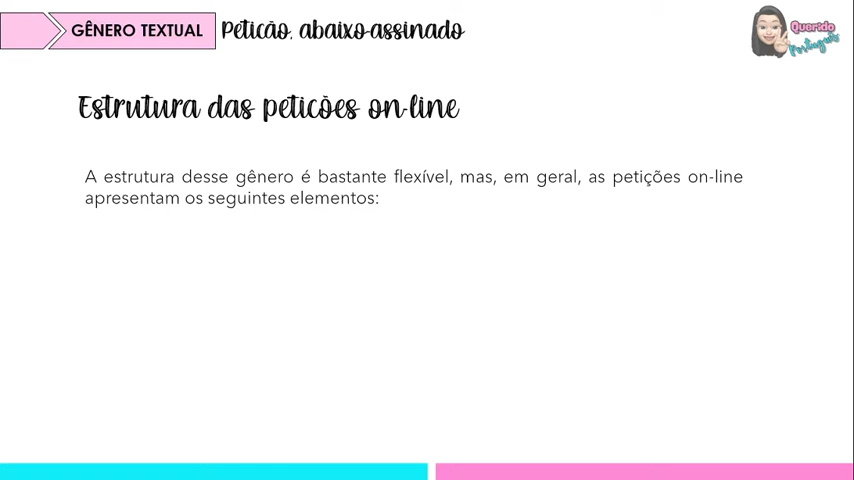 GÊNERO TEXTUAL
Petição, abaixo-assinado
Querido
Português
Estrutura das petições on-line
A estrutura desse gênero é bastante flexível, mas, em geral, as petições on-line
apresentam os seguintes elementos: